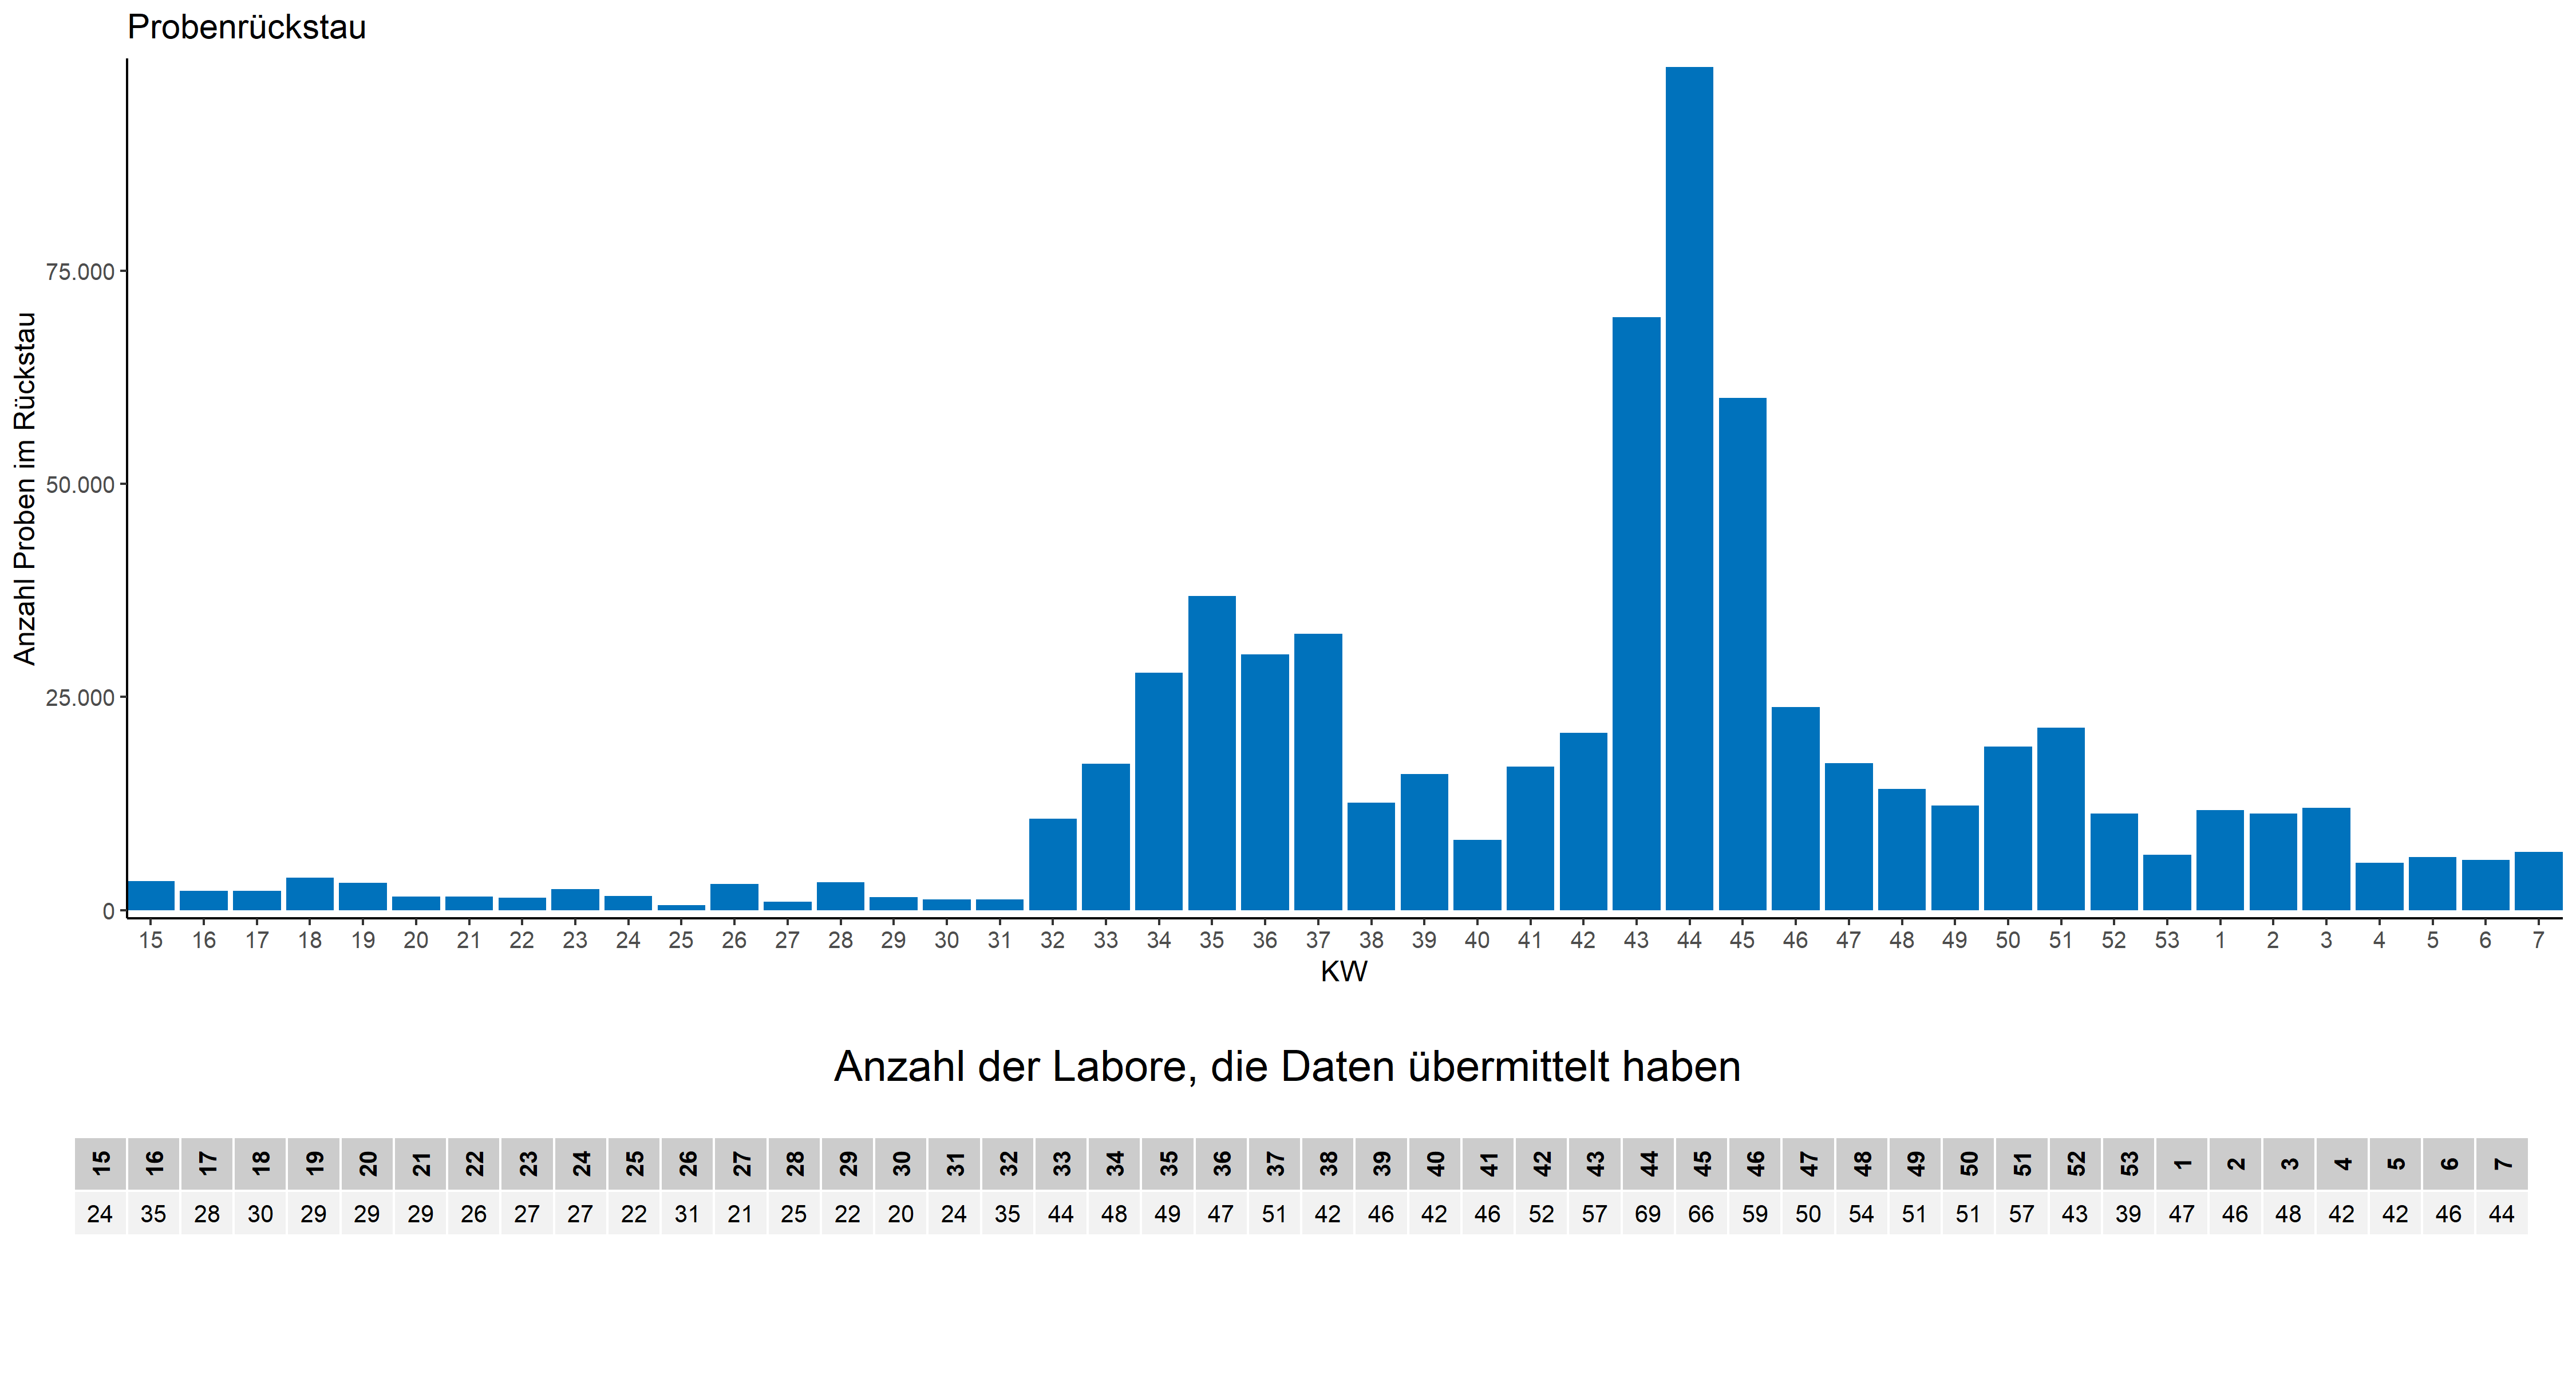 Probenrückstau
Anzahl Proben im Rückstau
75.000
50.000
25.000
0
15 16 17 18 19 20 21 22 23 24 25 26 27 28 29 30 31 32 33 34 35 36 37 38 39 40 41 42 43 44 45 46 47 48 49 50 51 52 53 1 2 3 4 5 6 7
KW
Anzahl der Labore, die Daten übermittelt haben
15 16 17 18 19 20 21 22 23 24 25 26 27 28 29 30 31 32 33 34 35 36 37 38 39 40 41 42 43 44 45 46 47 48 49 50 51 52 53 1 2 3 4 5 6 7
24 35 28 30 29 29 29 26 27 27 22 31 21 25 22 20 24 35 44 48 49 47 51 42 46 42 46 52 57 69 66 59 50 54 51 51 57 43 39 47 46 48 42 42 46 44